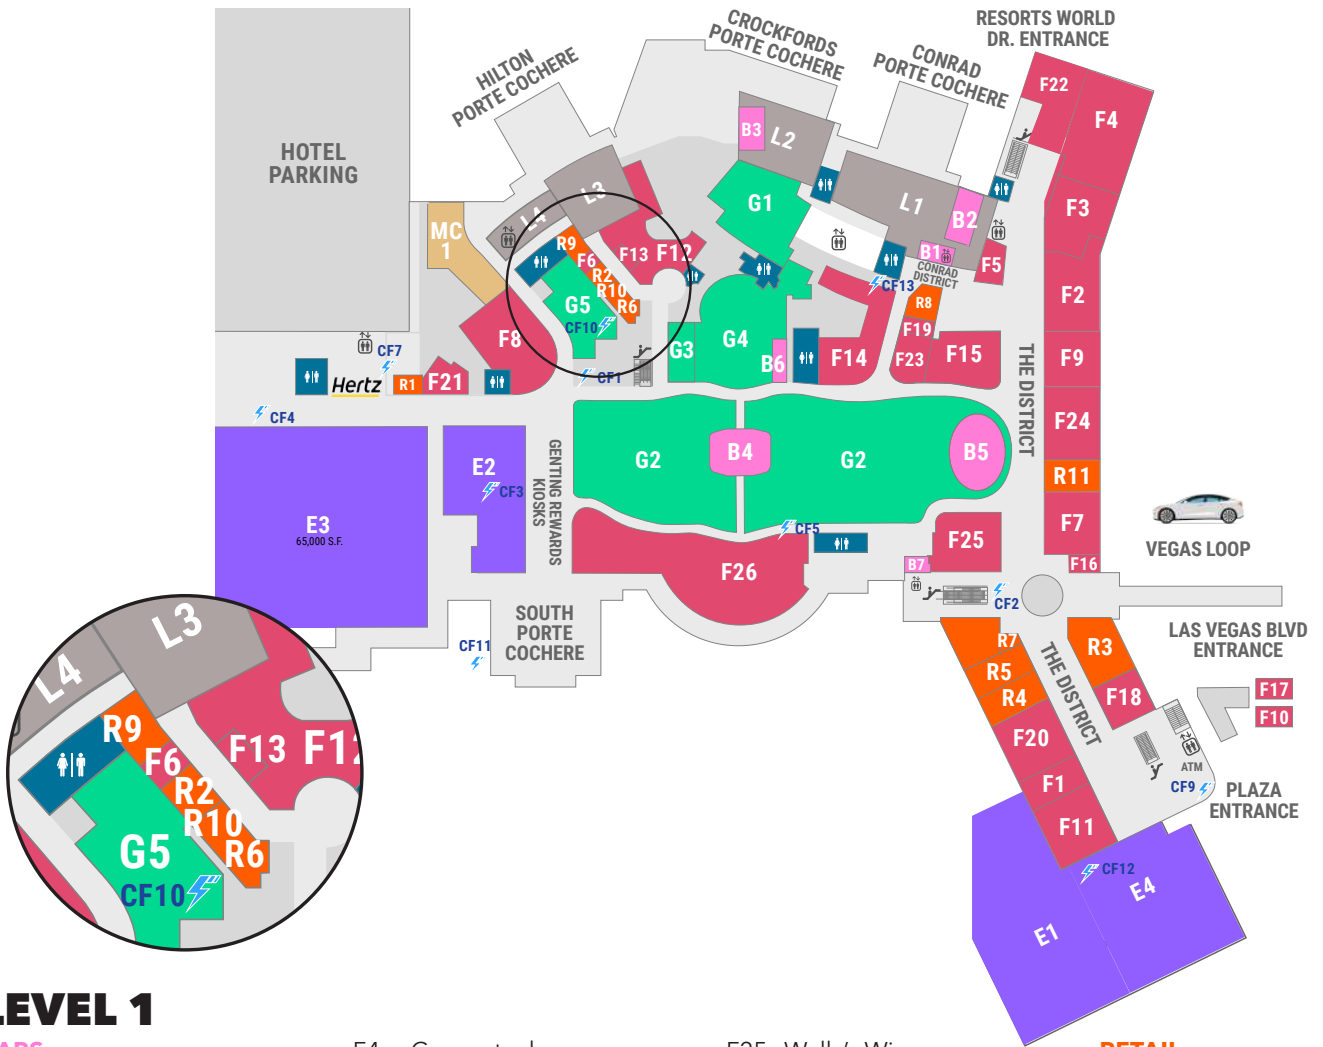 RESORTS WORLD
DR. ENTRANCE
CROCKFORDS
PORTE COCHERE
CONRAD
PORTE COCHERE
HILTON
PORTE COCHERE
HOTEL
PARKING
F22
F4
B3
L2
G1
L1
B2
F3
L3
L4
MC
1
R9
F6
F13
F12
R2
R10
R6
G5
CF10
B1
CONRAD
DISTRICT
F5
CF13
R8
F2
F8
G3
G4
B6
F14
F19
F23
F15
F9
CF7
Hertz
R1
F21
CF1
THE DISTRICT
CF4
F24
E2
CF3
GENTING REWARDS
KIOSKS
G2
B4
G2
B5
R11
E3
65,000 S.F.
CF5
F7
F25
VEGAS LOOP
F26
B7
F16
CF2
SOUTH
PORTE
COCHERE
CF11
LAS VEGAS BLVD
ENTRANCE
R7
R5
R4
R3
F18
THE DISTRICT
F17
F10
F20
F1
F11
ATM
CF9
PLAZA
ENTRANCE
CF12
E4
E1
L3
L4
R9
F6
F13
R2
R10
R6
G5
CF10
LEVEL 1